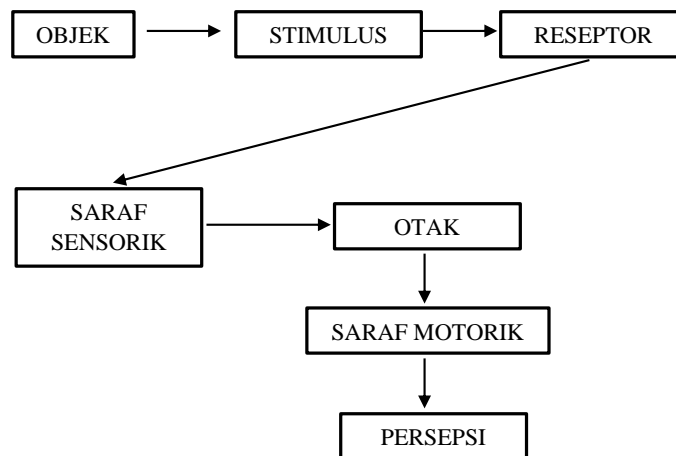 OBJEK
STIMULUS
RESEPTOR
SARAF
SENSORIK
OTAK
SARAF MOTORIK
PERSEPSI